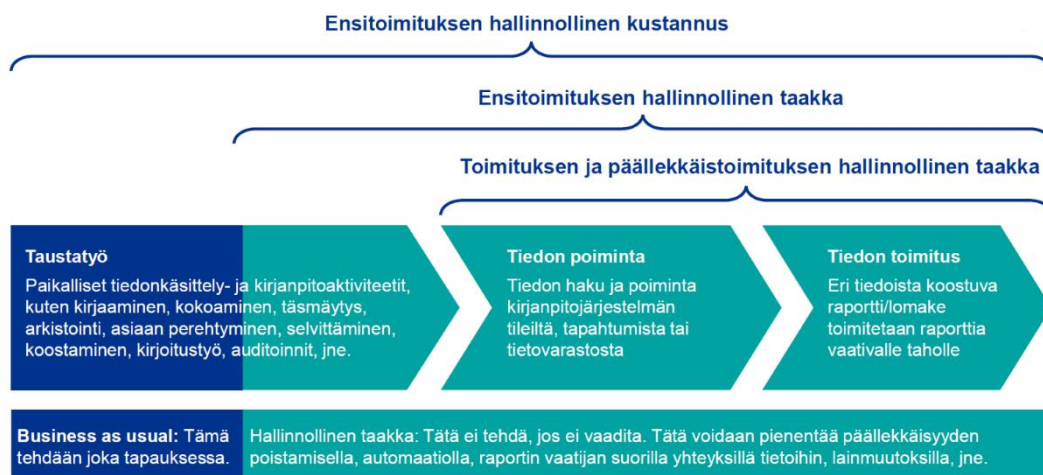 Ensitoimituksen hallinnollinen kustannus
Ensitoimituksen hallinnollinen taakka
Toimituksen ja päällekkäistoimituksen hallinnollinen taakka
Taustatyö
Paikalliset tiedonkäsittely- ja kirjanpitoaktiviteetit,
kuten kirjaaminen, kokoaminen, täsmäytys,
arkistointi, asiaan perehtyminen, selvittäminen,
koostaminen, kirjoitustyö, auditoinnit, jne.
Tiedon poiminta
Tiedon haku ja poiminta
kirjanpitojärjestelmän
tileiltä, tapahtumista tai
tietovarastosta
Tiedon toimitus
Eri tiedoista koostuva
raportti/lomake
toimitetaan raporttia
vaativalle taholle
Business as usual: Tämä
tehdään joka tapauksessa.
Hallinnollinen taakka: Tätä ei tehdä, jos ei vaadita. Tätä voidaan pienentää päällekkäisyyden
poistamisella, automaatiolla, raportin vaatijan suorilla yhteyksillä tietoihin, lainmuutoksilla, jne.